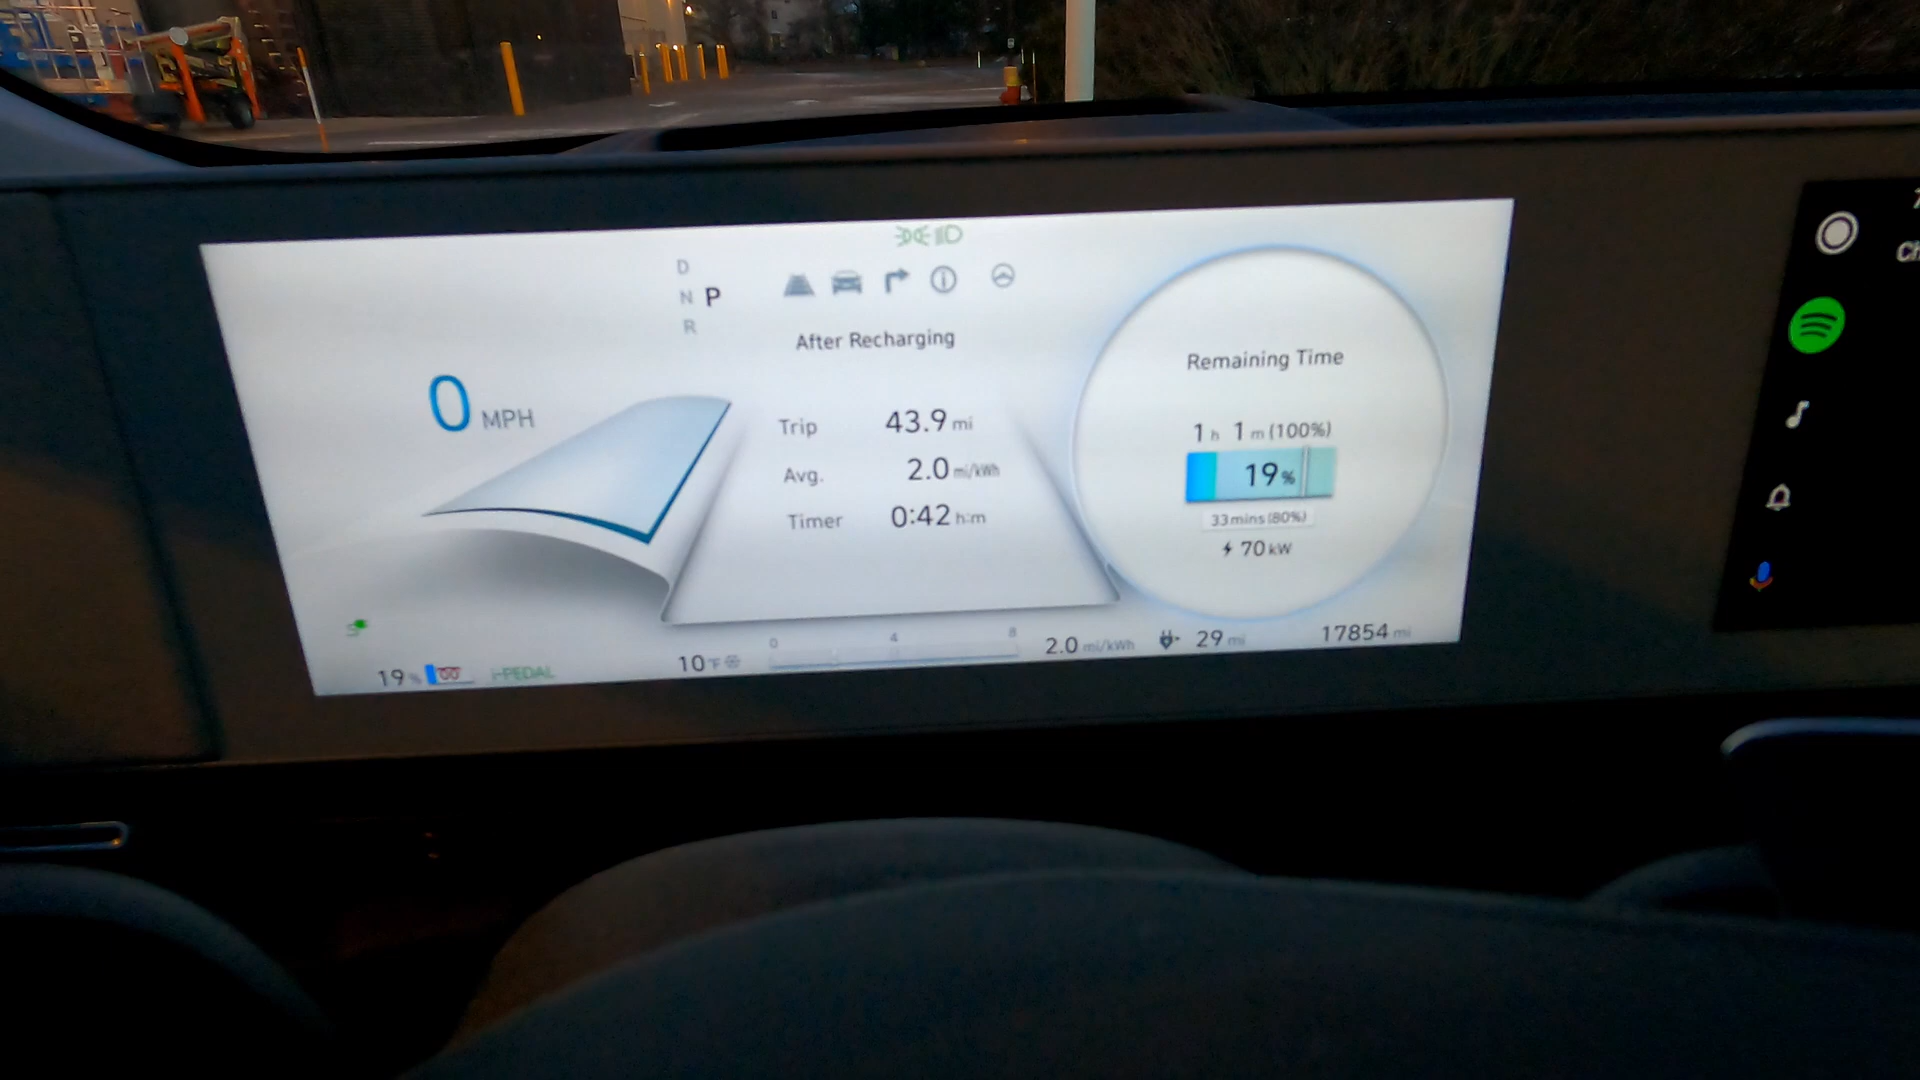 D
N P
R
0 MPH
After Recharging
Trip 43.9 mi
Avg. 2.0 mi/kWh
Timer 0:42 h:m
Remaining Time
1 h 1 m (100%)
19%
33mins (80%)
70 kW
19% i-PEDAL
10°F
0 4 8
2.0 mi/kWh
29 mi
17854 mi